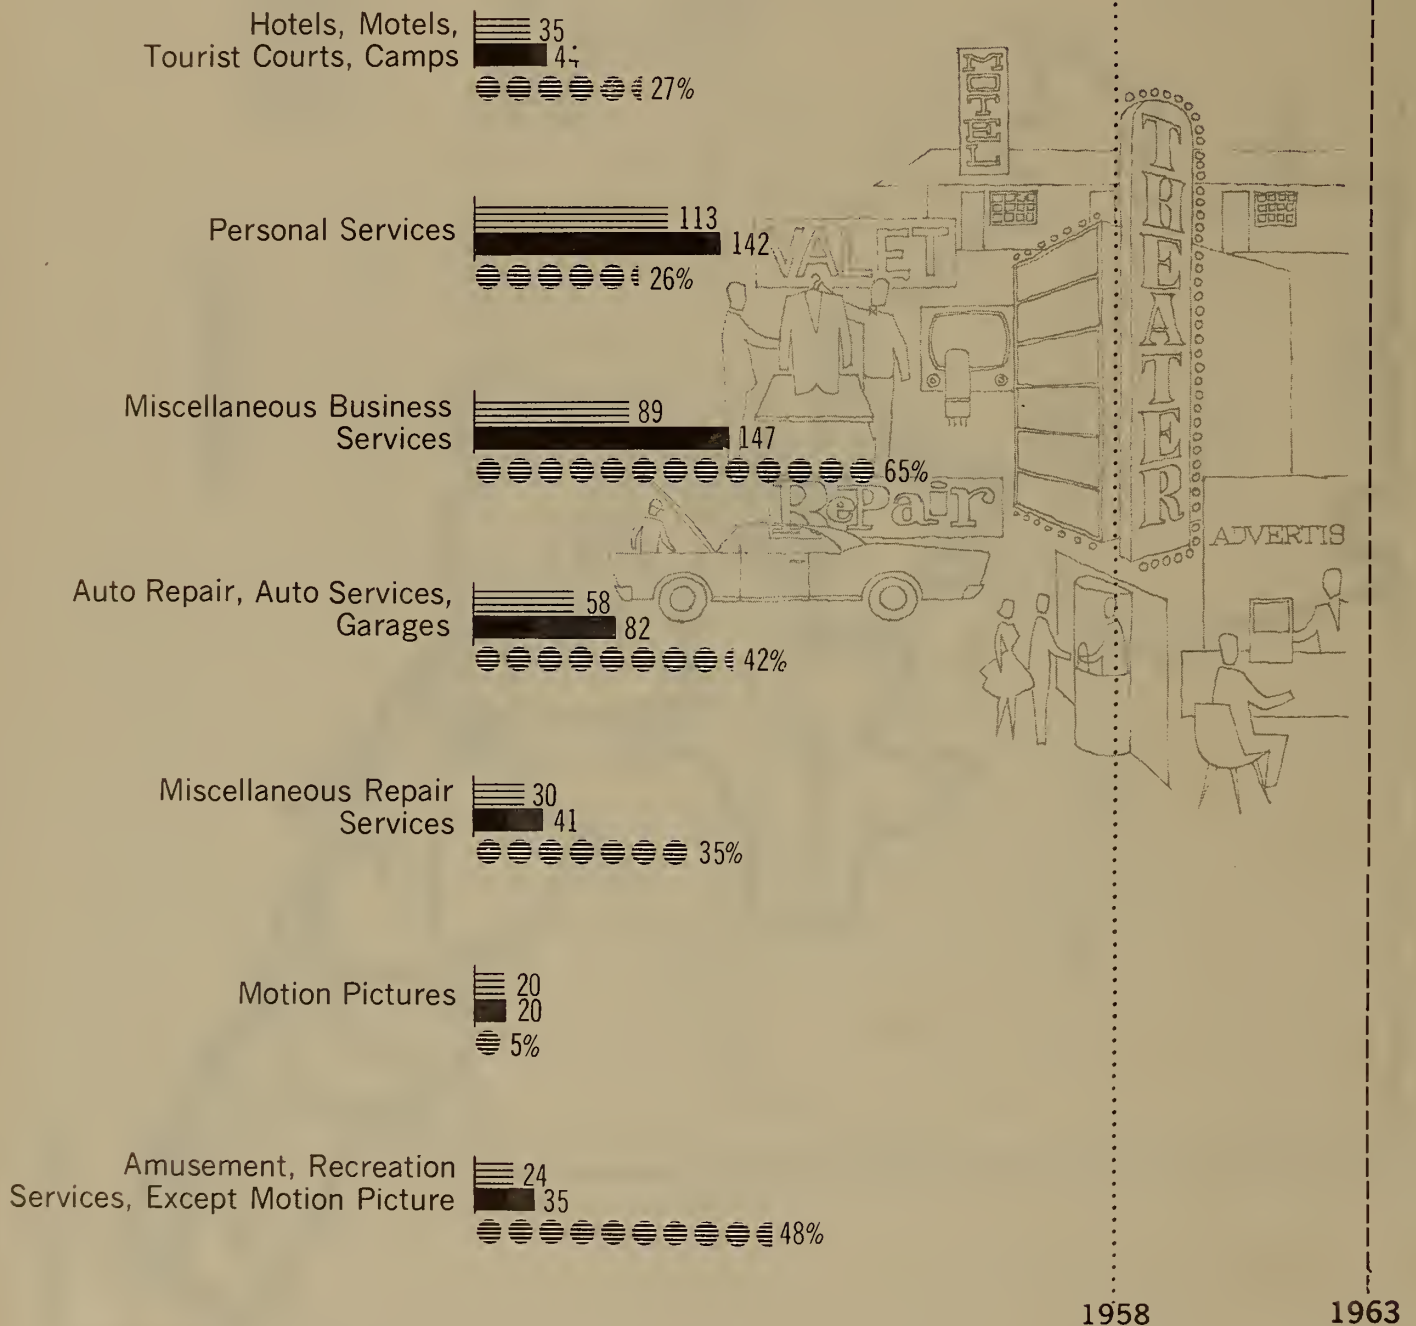 Hotels, Motels,
Tourist Courts, Camps
35
27%
MOTEL
THEATER
Personal Services
113
142
26%
VALET
Miscellaneous Business
Services
89
147
65%
RePair
ADVERTIS
Auto Repair, Auto Services,
Garages
58
82
42%
Miscellaneous Repair
Services
30
41
35%
Motion Pictures
20
20
5%
Amusement, Recreation
Services, Except Motion Picture
24
35
48%
1958
1963